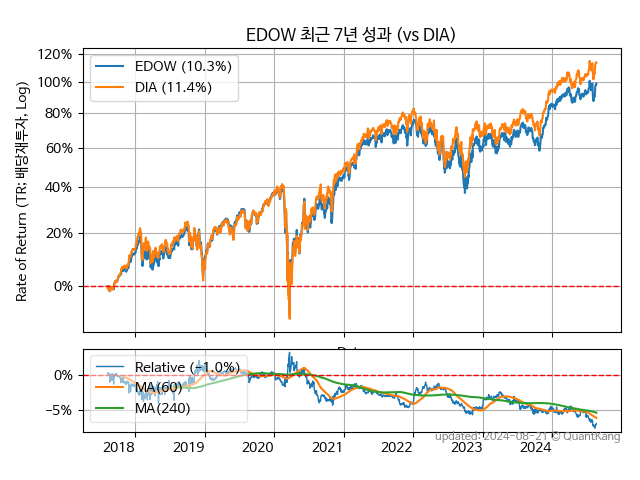 EDOW 최근 7년 성과 (vs DIA)
120%
100%
80%
60%
40%
20%
0%
Rate of Return (TR: 배당재투자, Log)
EDOW (10.3%)
DIA (11.4%)
0%
−5%
Relative (−1.0%)
MA(60)
MA(240)
2018 2019 2020 2021 2022 2023 2024
updated: 2024-08-21 © QuantKang